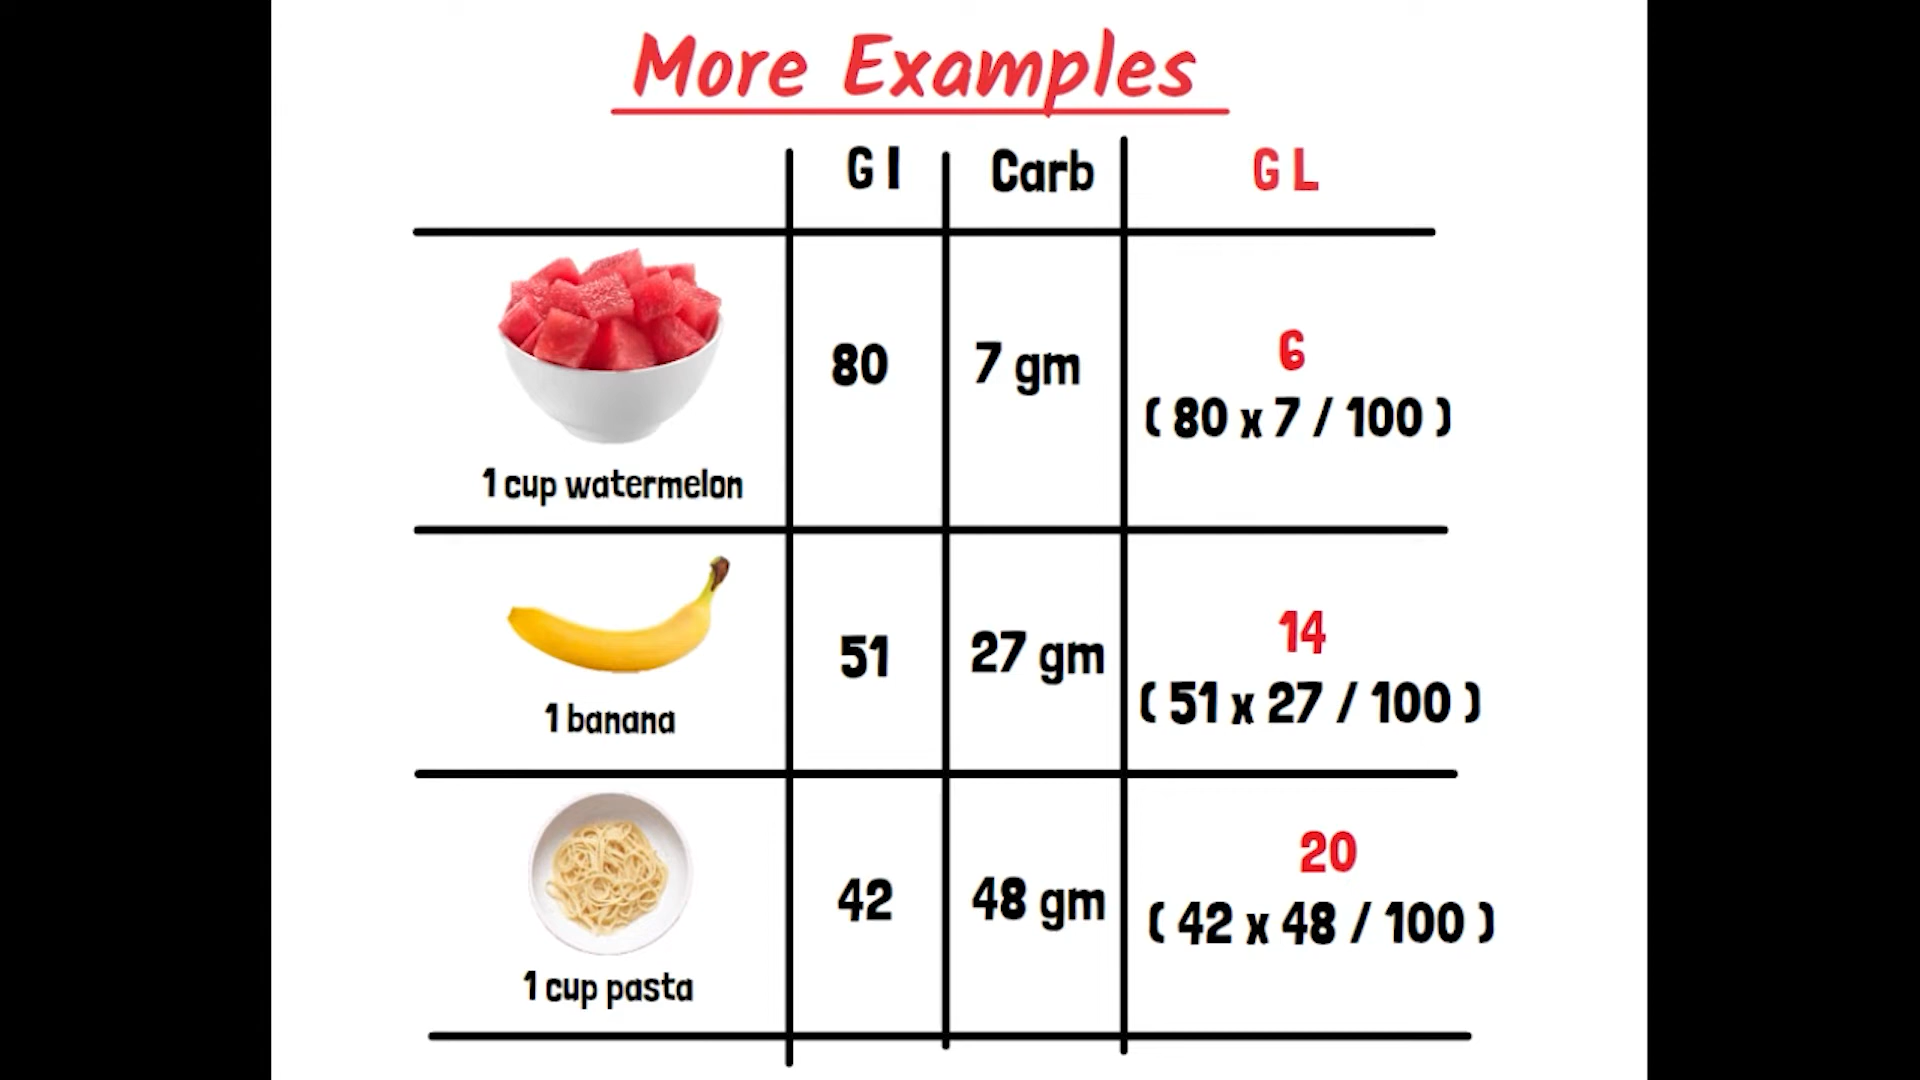 More Examples
G I Carb G L
80 7 gm 6
( 80 x 7 / 100 )
1 cup watermelon
51 27 gm 14
( 51 x 27 / 100 )
1 banana
42 48 gm 20
( 42 x 48 / 100 )
1 cup pasta